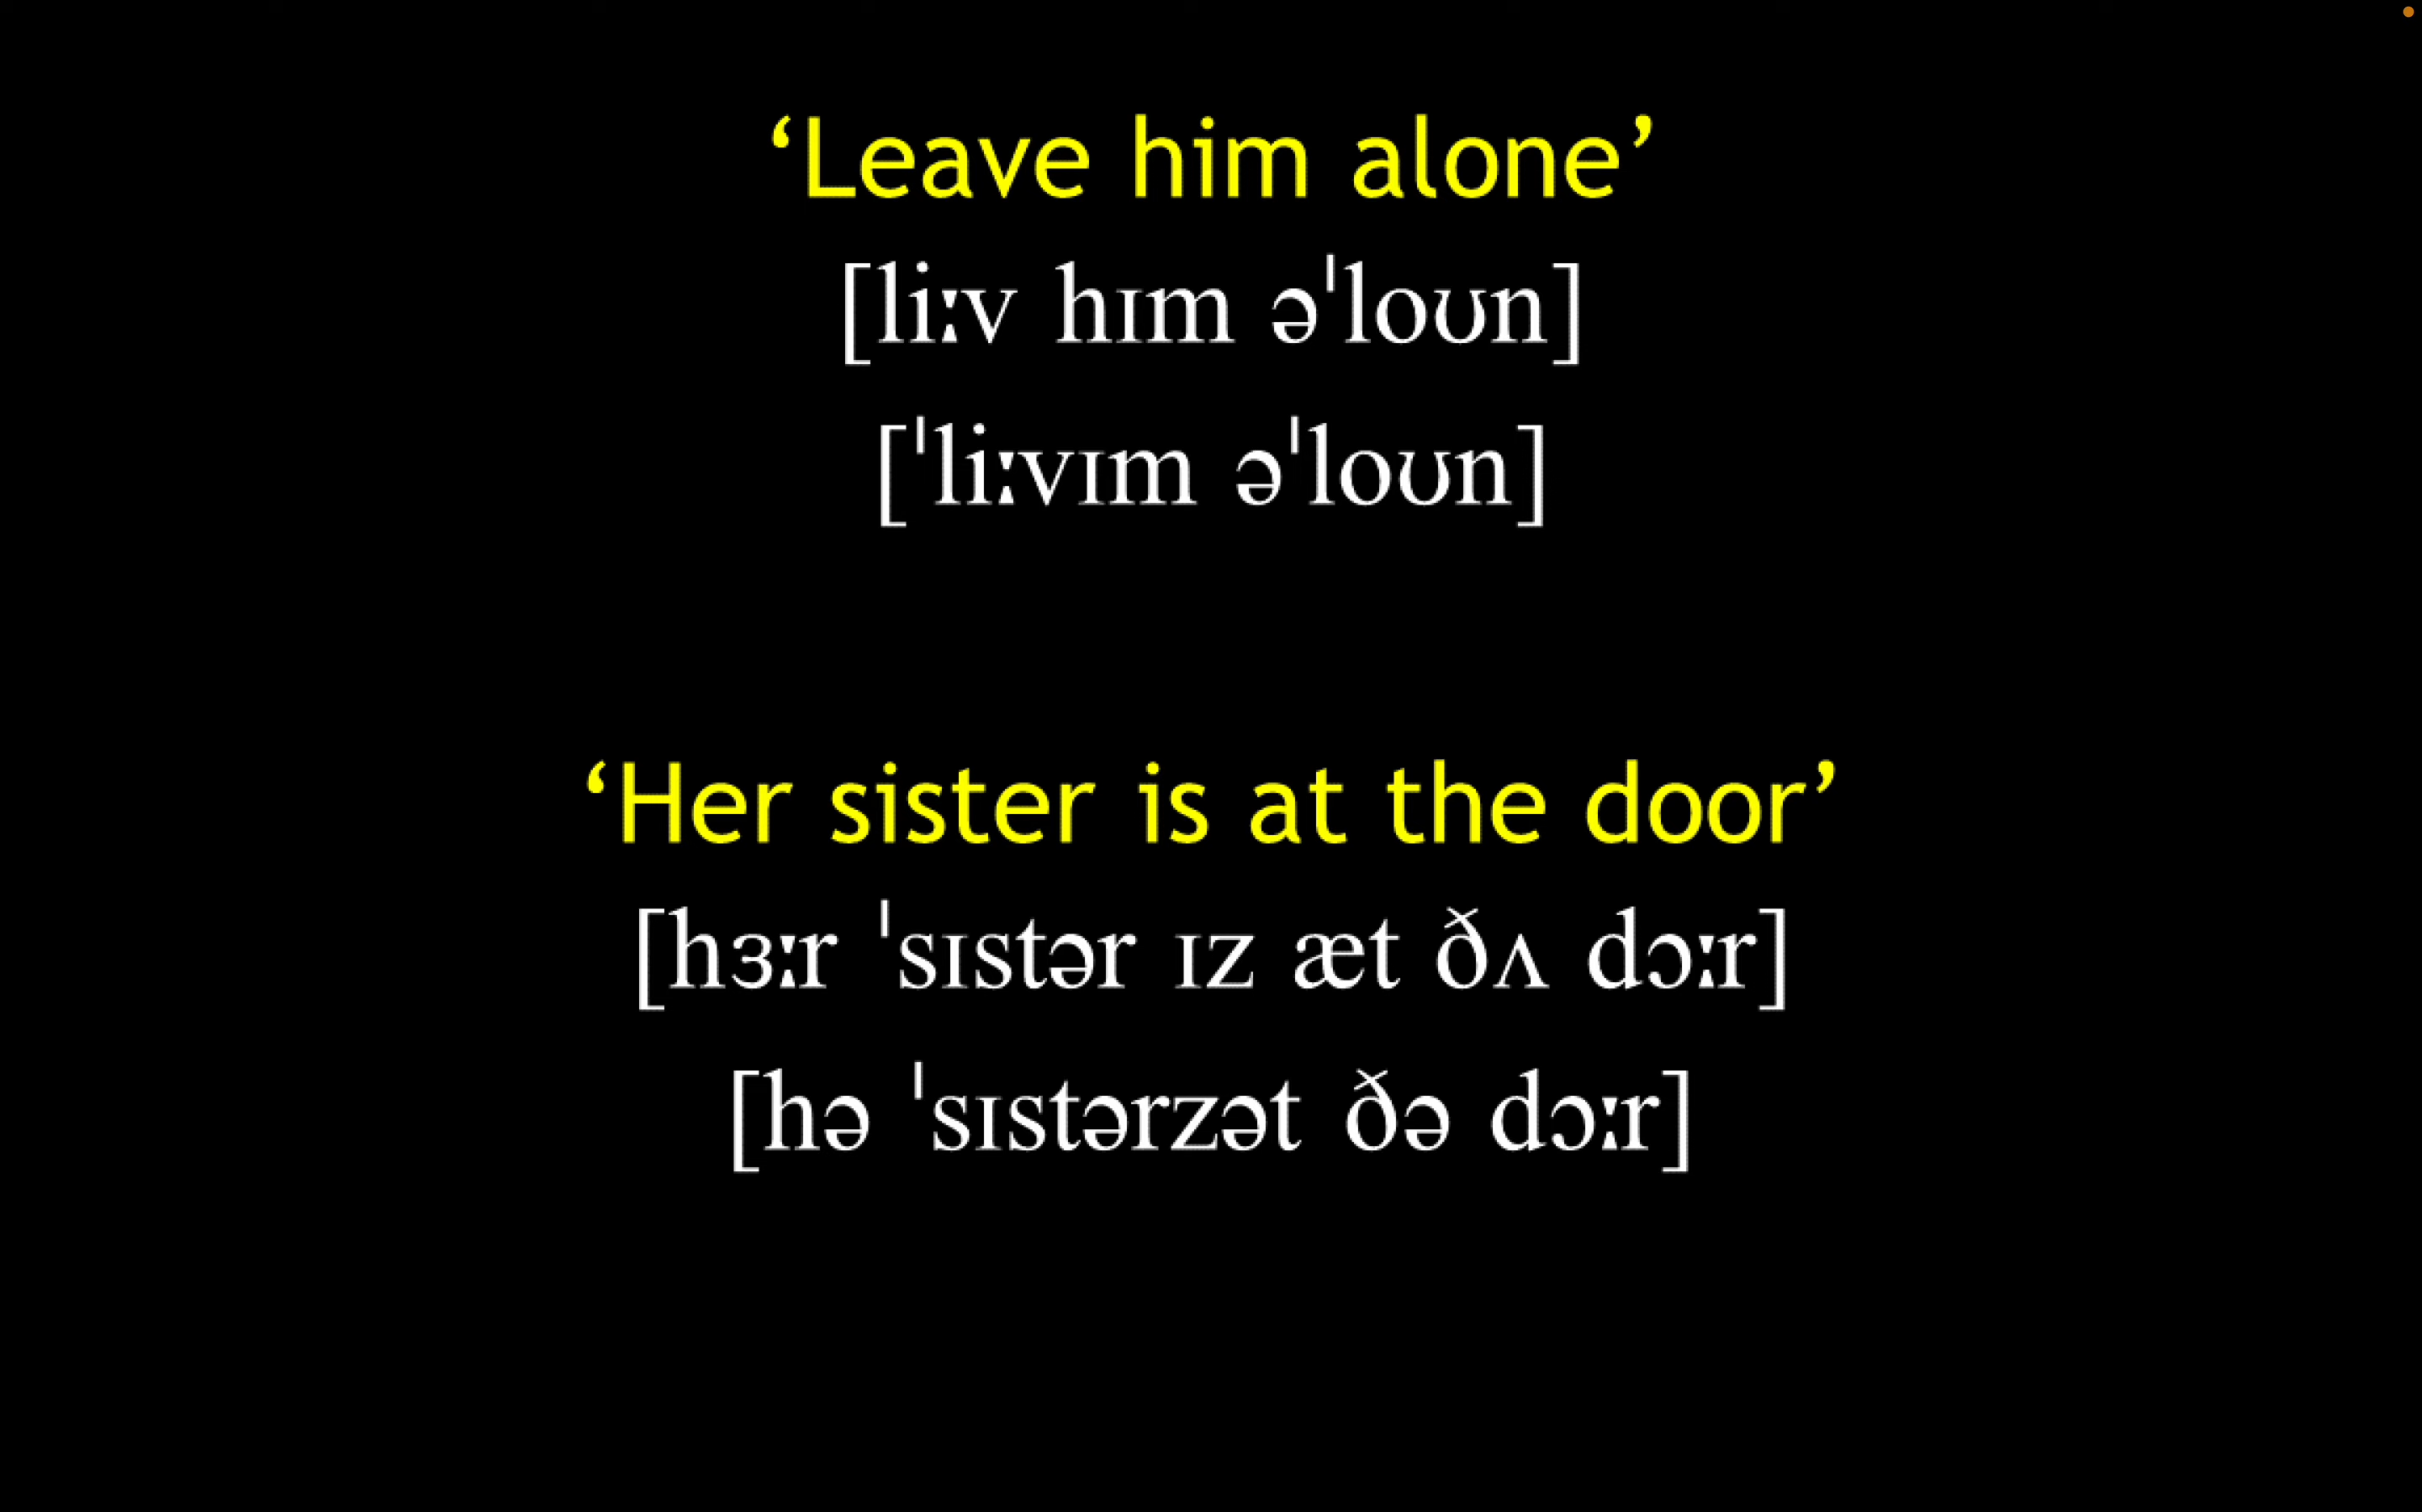 ‘Leave him alone’
[liːv hɪm əˈloʊn]
[ˈliːvɪm əˈloʊn]
‘Her sister is at the door’
[hɜːr ˈsɪstər ɪz æt ðʌ dɔːr]
[hə ˈsɪstərzət ðə dɔːr]